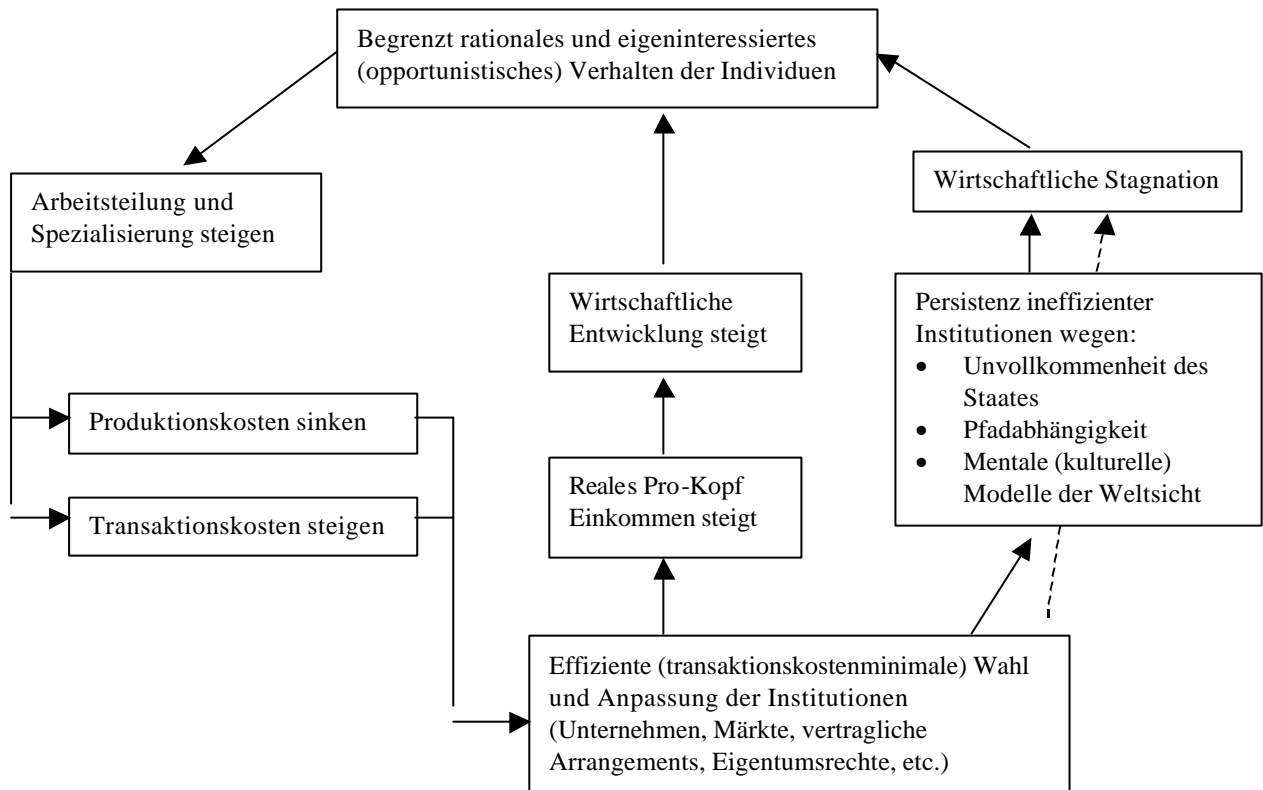 Begrenzt rationales und eigeninteressiertes
(opportunistisches) Verhalten der Individuen
Wirtschaftliche Stagnation
Arbeitsteilung und
Spezialisierung steigen
Wirtschaftliche
Entwicklung steigt
Persistenz ineffizienter
Institutionen wegen:
• Unvollkommenheit des
Staates
• Pfadabhängigkeit
• Mentale (kulturelle)
Modelle der Weltsicht
Produktionskosten sinken
Reales Pro-Kopf
Einkommen steigt
Transaktionskosten steigen
Effiziente (transaktionskostenminimale) Wahl
und Anpassung der Institutionen
(Unternehmen, Märkte, vertragliche
Arrangements, Eigentumsrechte, etc.)